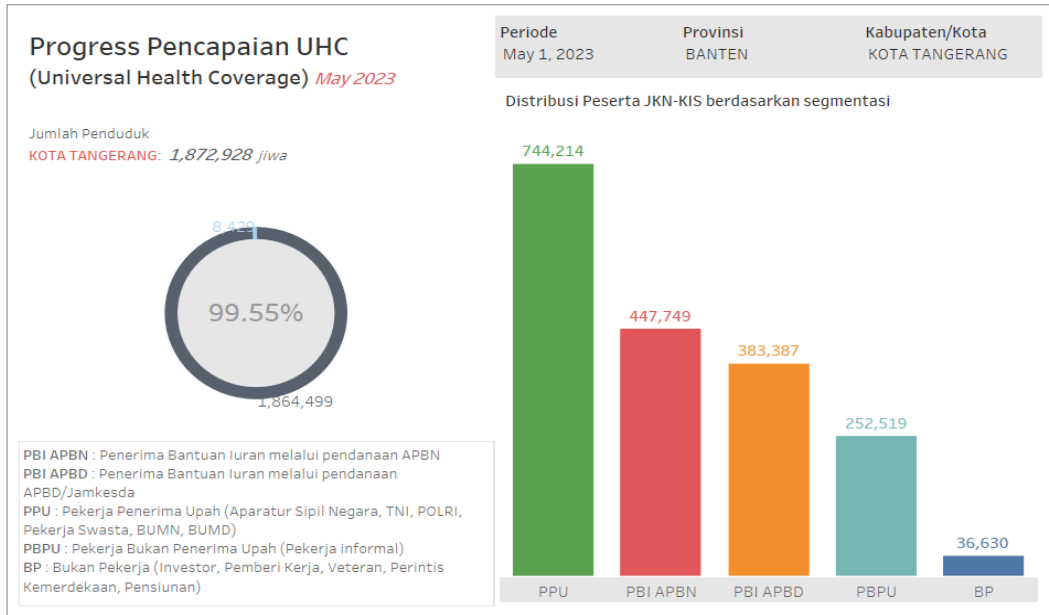 Progress Pencapaian UHC
(Universal Health Coverage) May 2023
Jumlah Penduduk
KOTA TANGERANG: 1,872,928 jiwa
8,429
99.55%
1,864,499
PBI APBN : Penerima Bantuan Iuran melalui pendanaan APBN
PBI APBD : Penerima Bantuan Iuran melalui pendanaan
APBD/Jamkesda
PPU : Pekerja Penerima Upah (Aparatur Sipil Negara, TNI, POLRI,
Pekerja Swasta, BUMN, BUMD)
PBPU : Pekerja Bukan Penerima Upah (Pekerja informal)
BP : Bukan Pekerja (Investor, Pemberi Kerja, Veteran, Perintis
Kemerdekaan, Pensiunan)
Periode Provinsi Kabupaten/Kota
May 1, 2023 BANTEN KOTA TANGERANG
Distribusi Peserta JKN-KIS berdasarkan segmentasi
744,214
447,749
383,387
252,519
36,630
PPU PBI APBN PBI APBD PBPU BP